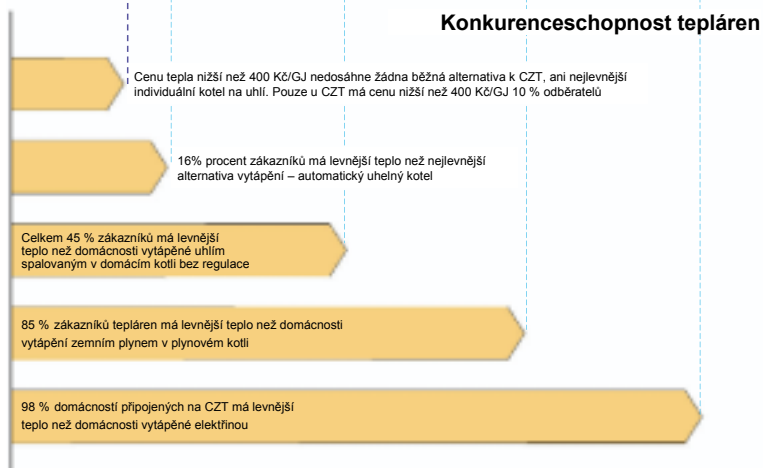 Konkurenceschopnost tepláren
Cenu tepla nižší než 400 Kč/GJ nedosáhne žádna běžná alternativa k CZT, ani nejlevnější
individuální kotel na uhlí. Pouze u CZT má cenu nižší než 400 Kč/GJ 10 % odběratelů
16% procent zákazníků má levnější teplo než nejlevnější
alternativa vytápění – automatický uhelný kotel
Celkem 45 % zákazníků má levnější
teplo než domácnosti vytápěné uhlím
spalovaným v domácím kotli bez regulace
85 % zákazníků tepláren má levnější teplo než domácnosti
vytápění zemním plynem v plynovém kotli
98 % domácností připojených na CZT má levnější
teplo než domácnosti vytápěné elektřinou